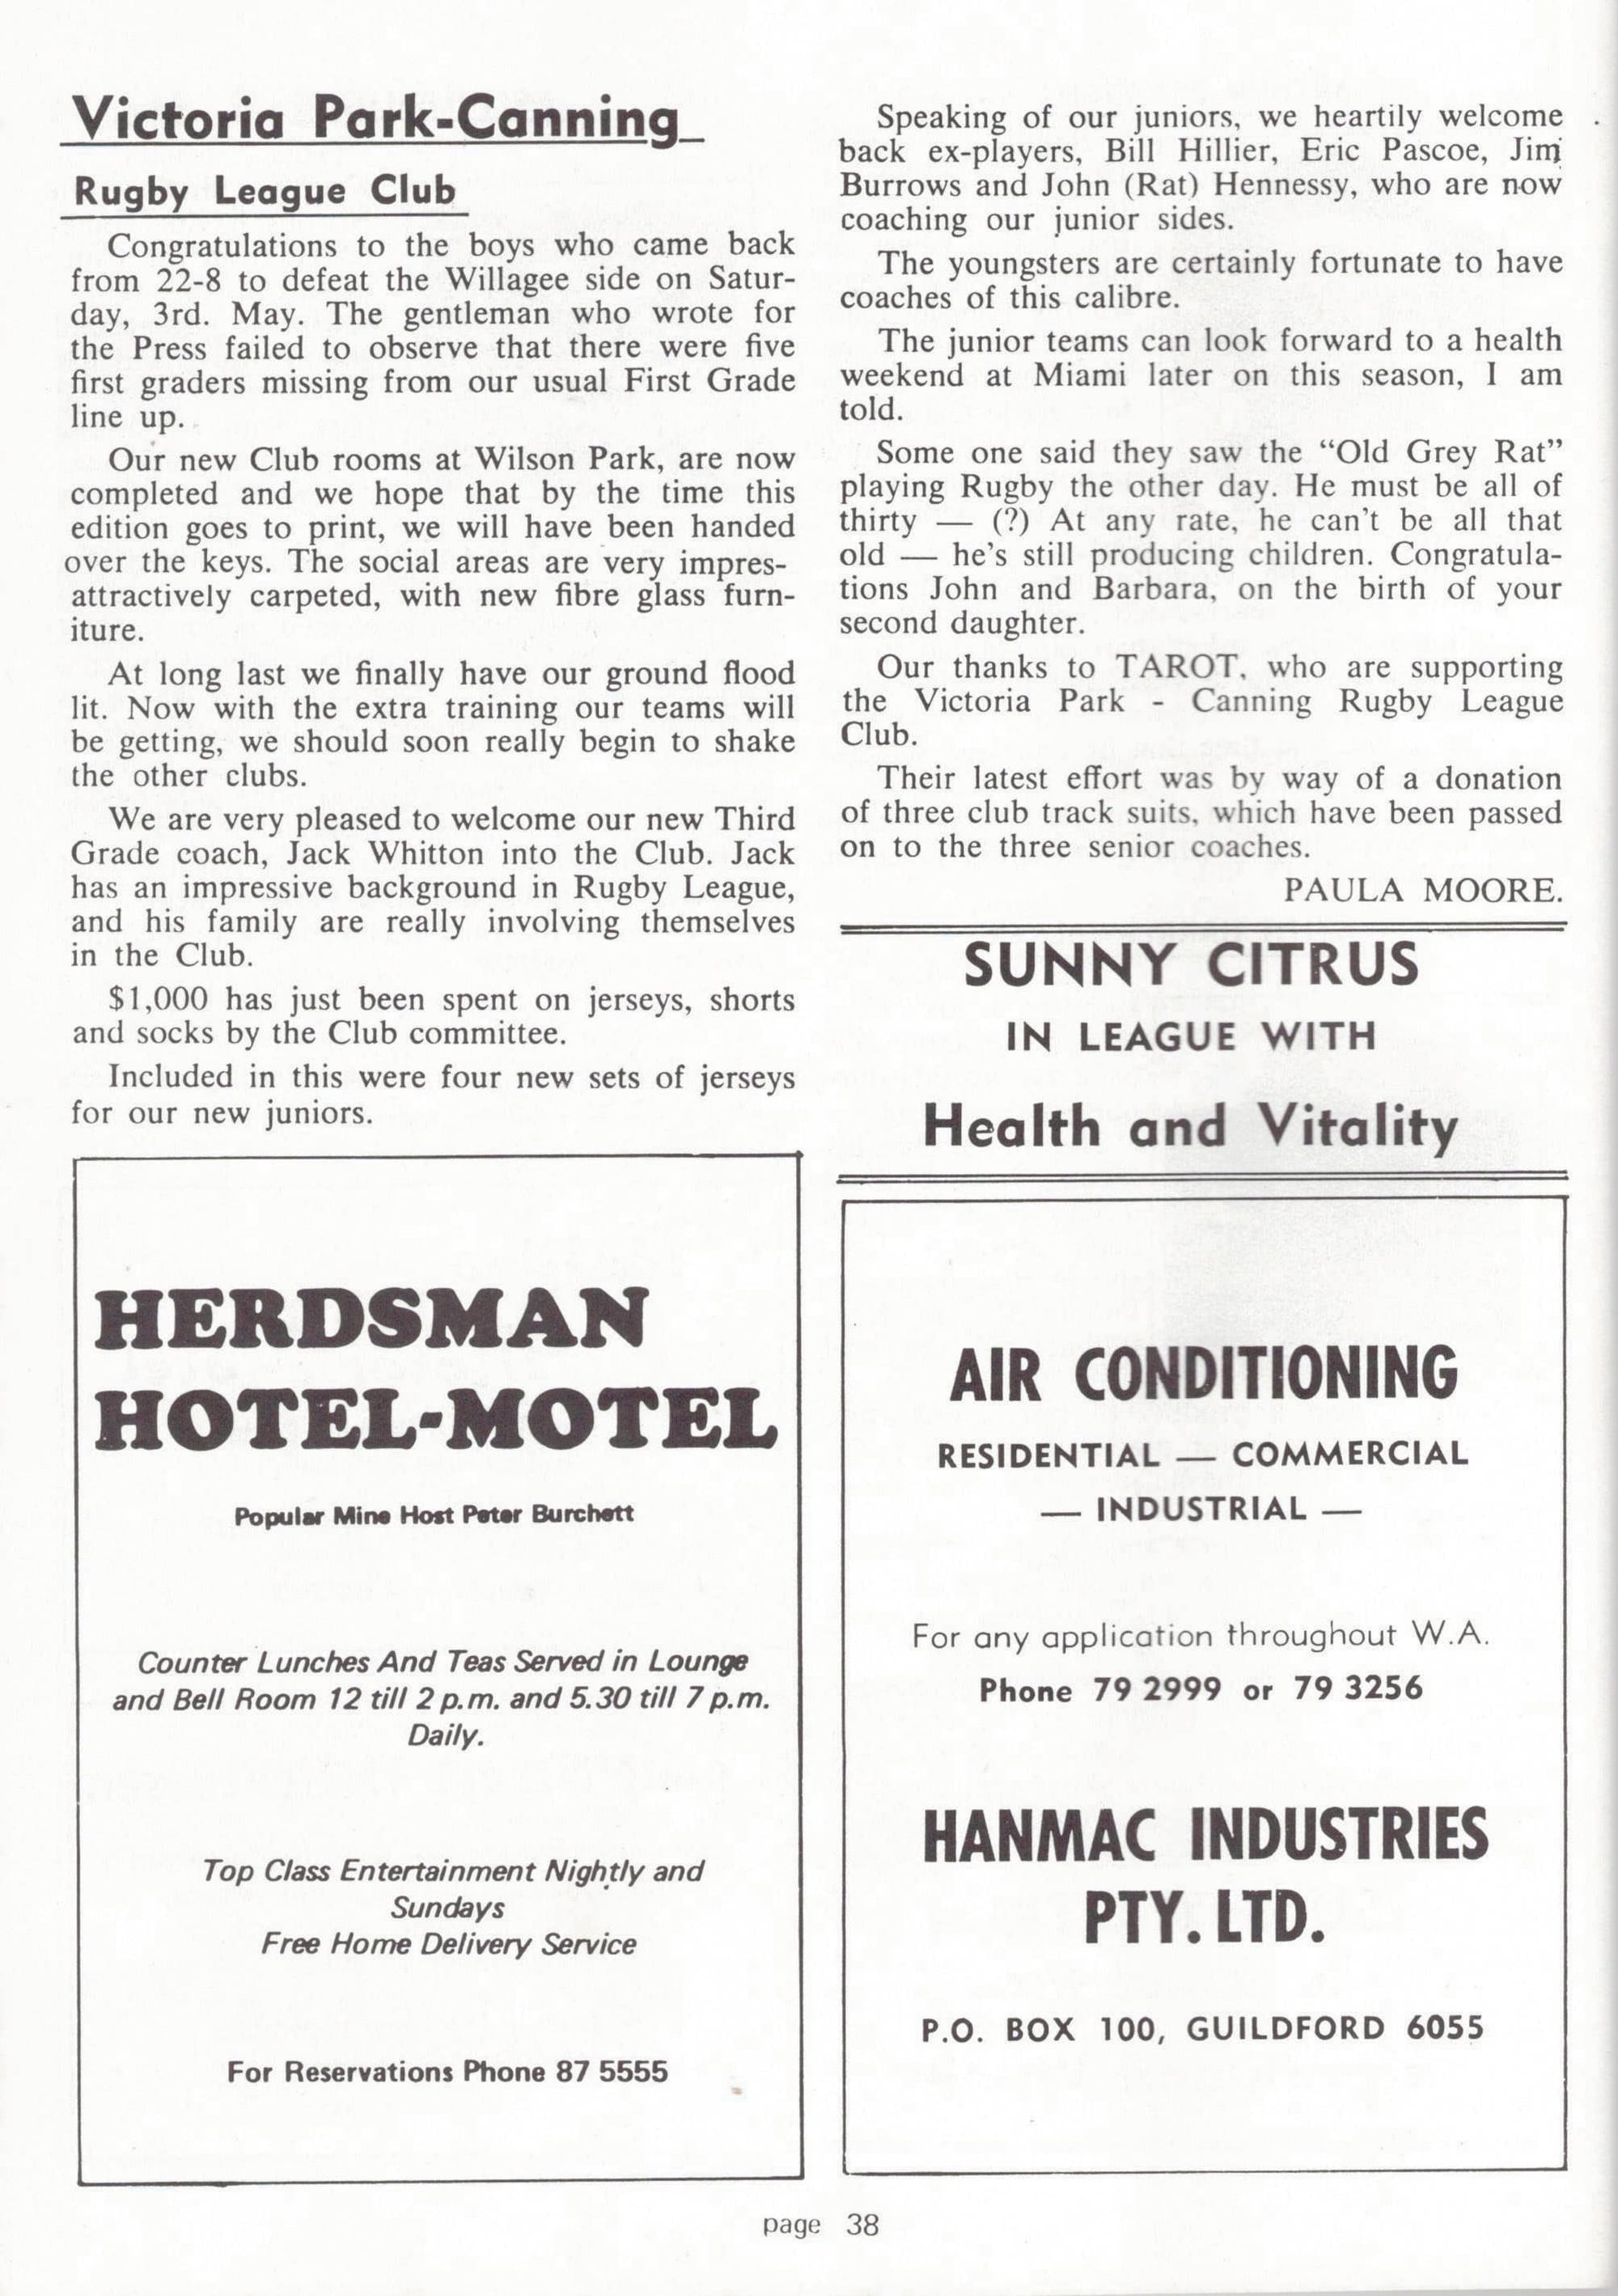 Victoria Park-Canning
Rugby League Club
Congratulations to the boys who came back
from 22-8 to defeat the Willagee side on Satur-
day, 3rd. May. The gentleman who wrote for
the Press failed to observe that there were five
first graders missing from our usual First Grade
line up.
Our new Club rooms at Wilson Park, are now
completed and we hope that by the time this
edition goes to print, we will have been handed
over the keys. The social areas are very impres-
attractively carpeted, with new fibre glass furn-
iture.
At long last we finally have our ground flood
lit. Now with the extra training our teams will
be getting, we should soon really begin to shake
the other clubs.
We are very pleased to welcome our new Third
Grade coach, Jack Whitton into the Club. Jack
has an impressive background in Rugby League,
and his family are really involving themselves
in the Club.
$1,000 has just been spent on jerseys, shorts
and socks by the Club committee.
Included in this were four new sets of jerseys
for our new juniors.
Speaking of our juniors, we heartily welcome
back ex-players, Bill Hillier, Eric Pascoe, Jim
Burrows and John (Rat) Hennessy, who are now
coaching our junior sides.
The youngsters are certainly fortunate to have
coaches of this calibre.
The junior teams can look forward to a health
weekend at Miami later on this season, I am
told.
Some one said they saw the “Old Grey Rat”
playing Rugby the other day. He must be all of
thirty — (?) At any rate, he can't be all that
old — he's still producing children. Congratula-
tions John and Barbara, on the birth of your
second daughter.
Our thanks to TAROT, who are supporting
the Victoria Park - Canning Rugby League
Club.
Their latest effort was by way of a donation
of three club track suits, which have been passed
on to the three senior coaches.
PAULA MOORE.
SUNNY CITRUS
IN LEAGUE WITH
Health and Vitality
HERDSMAN
HOTEL-MOTEL
Popular Mine Host Peter Burchett
Counter Lunches And Teas Served in Lounge
and Bell Room 12 till 2 p.m. and 5.30 till 7 p.m.
Daily.
Top Class Entertainment Nightly and
Sundays
Free Home Delivery Service
For Reservations Phone 87 5555
AIR CONDITIONING
RESIDENTIAL — COMMERCIAL
— INDUSTRIAL —
For any application throughout W.A.
Phone 79 2999 or 79 3256
HANMAC INDUSTRIES
PTY. LTD.
P.O. BOX 100, GUILDFORD 6055
page 38